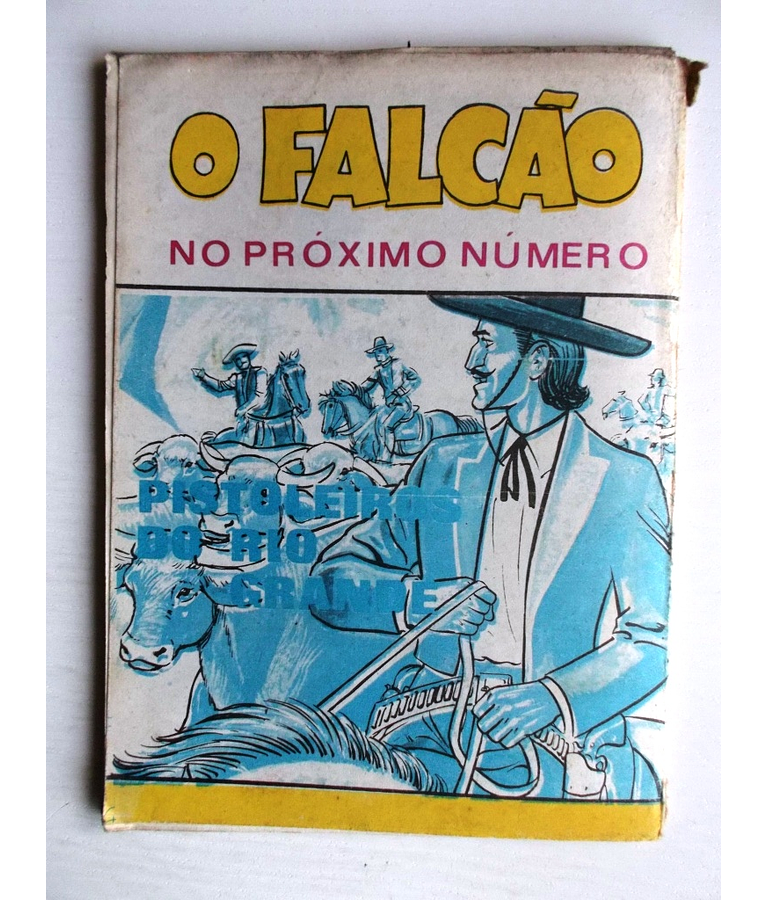 O FALCÃO
NO PRÓXIMO NÚMERO
PISTOLEIROS
DO RIO
GRANDE